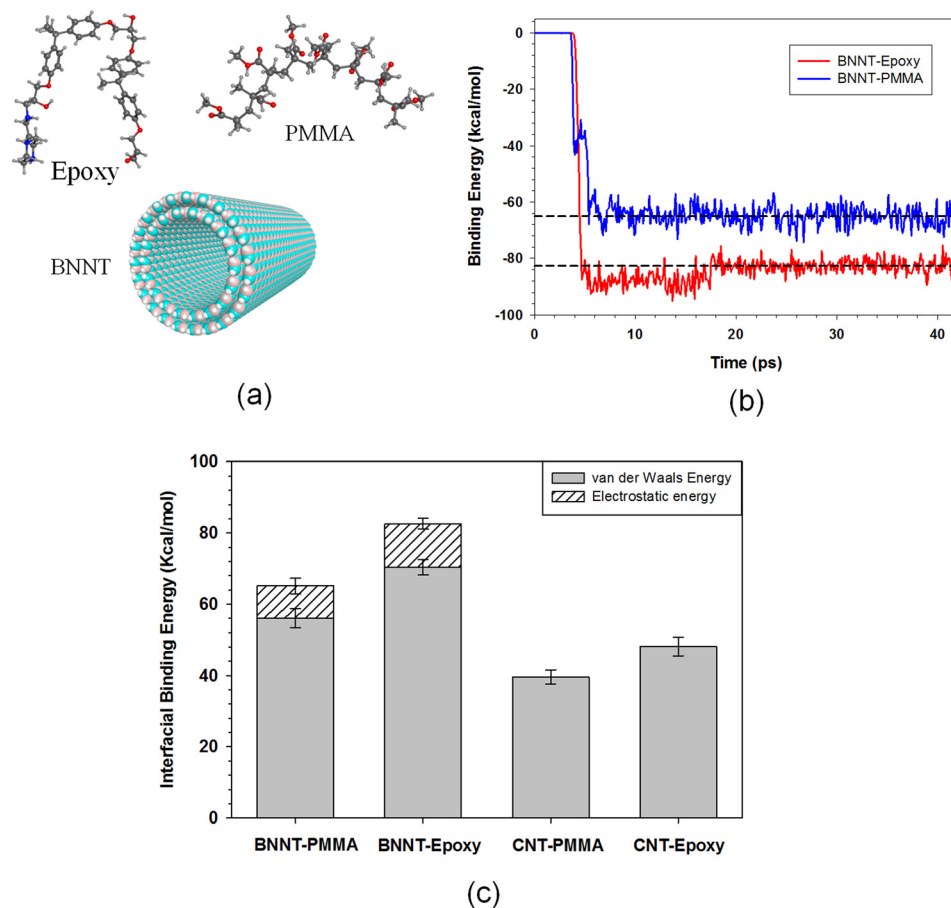 Epoxy
PMMA
BNNT
(a)
Binding Energy (kcal/mol)
0
-20
-40
-60
-80
-100
BNNT-Epoxy
BNNT-PMMA
0 10 20 30 40
Time (ps)
(b)
Interfacial Binding Energy (Kcal/mol)
100
80
60
40
20
0
van der Waals Energy
Electrostatic energy
BNNT-PMMA BNNT-Epoxy CNT-PMMA CNT-Epoxy
(c)